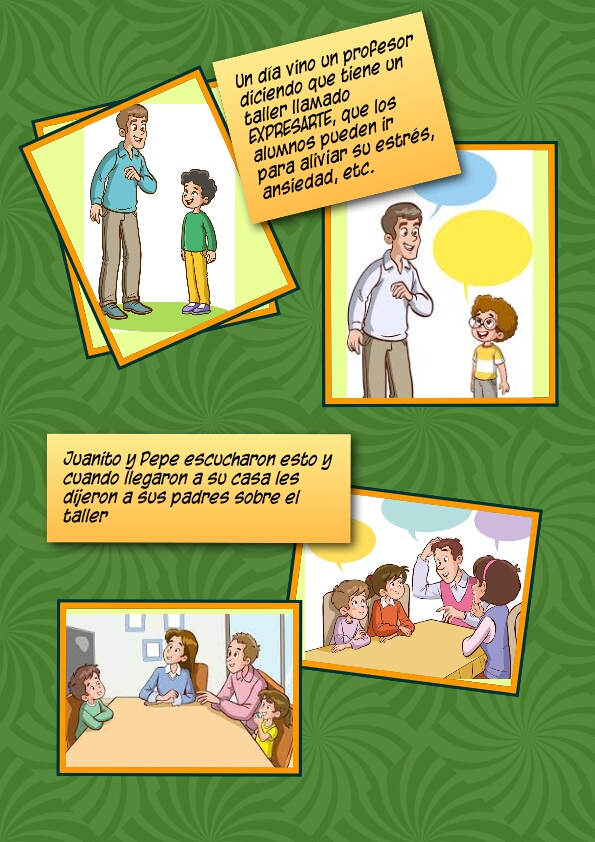 Un día vino un profesor
diciendo que tiene un
taller llamado
EXPRESARTE, que los
alumnos pueden ir
para aliviar su estrés,
ansiedad, etc.
Juanito y Pepe escucharon esto y
cuando llegaron a su casa les
dijeron a sus padres sobre el
taller